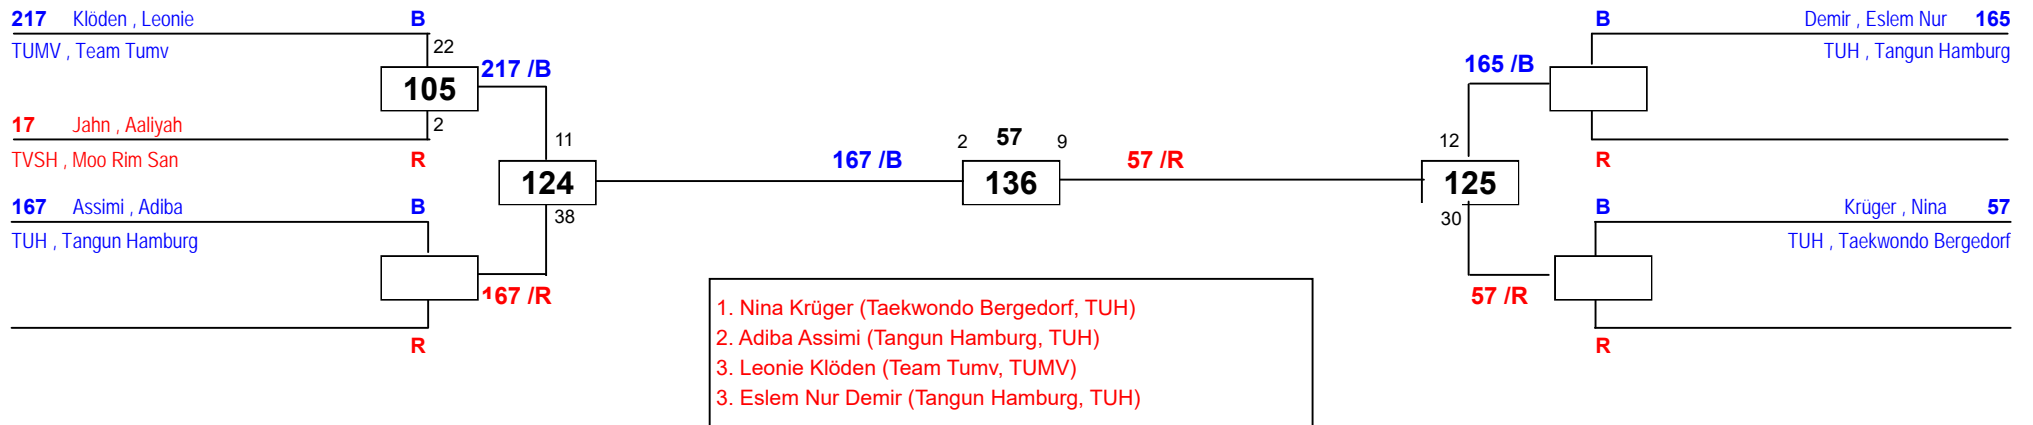 217 Klöden , Leonie B
TUMV , Team Tumv
22
105
217 /B
17 Jahn , Aaliyah
2
TVSH , Moo Rim San R
11
124
38
167 Assimi , Adiba B
TUH , Tangun Hamburg
167 /R
R
167 /B
2 57 9
136
57 /R
B Demir , Eslem Nur 165
TUH , Tangun Hamburg
165 /B
R
12
125
30
B Krüger , Nina 57
TUH , Taekwondo Bergedorf
57 /R
R
1. Nina Krüger (Taekwondo Bergedorf, TUH)
2. Adiba Assimi (Tangun Hamburg, TUH)
3. Leonie Klöden (Team Tumv, TUMV)
3. Eslem Nur Demir (Tangun Hamburg, TUH)